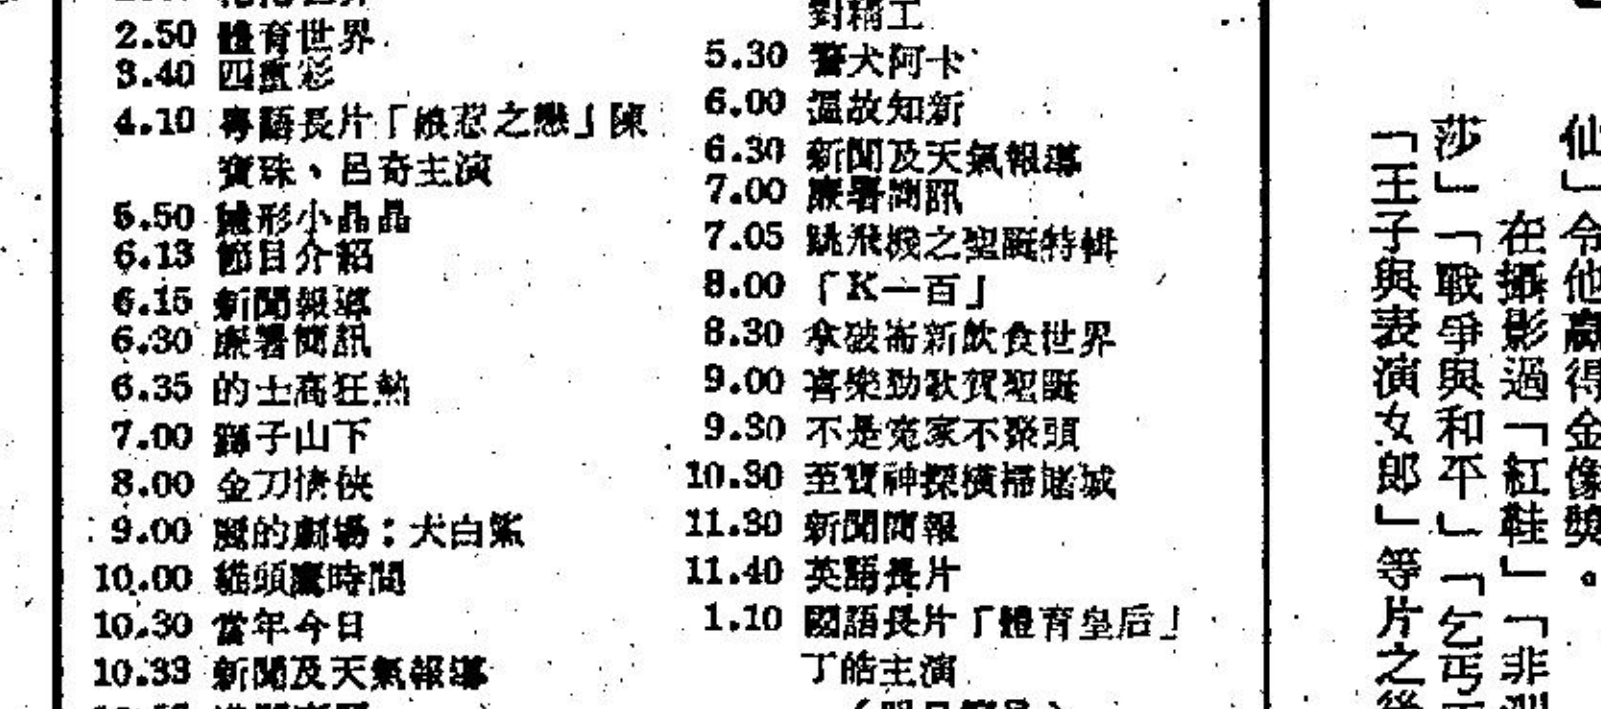 2.50 體育世界
3.40 四重彩
4.10 粵語長片「娘惹之戀」陳
寶珠、呂奇主演
5.50 隱形小晶晶
6.13 節目介紹
6.15 新聞報導
6.30 廉署簡訊
6.35 的士高狂熱
7.00 獅子山下
8.00 金刀情俠
9.00 麗的劇場：大白鯊
10.00 貓頭鷹時間
10.30 當年今日
10.33 新聞及天氣報導
劉精工
5.30 警犬阿卡
6.00 溫故知新
6.30 新聞及天氣報導
7.00 廉署簡訊
7.05 跳飛機之聖誕特輯
8.00 「K一百」
8.30 拿破崙新飲食世界
9.00 喜樂勁歌賀聖誕
9.30 不是冤家不聚頭
10.30 至寶神探橫掃賭城
11.30 新聞簡報
11.40 英語長片
1.10 國語長片「體育皇后」
丁皓主演
仙」令他贏得金像獎。
在攝影過「紅鞋」「非洲
莎」「戰爭與和平」「乞丐
「王子與表演女郎」等片之後